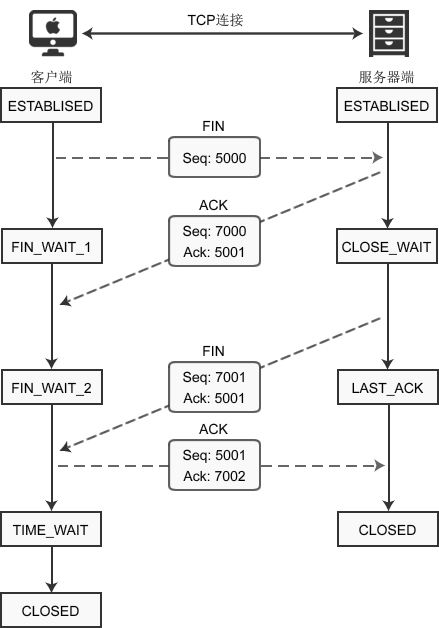 TCP连接
客户端
服务器端
ESTABLISED
ESTABLISED
FIN
Seq: 5000
ACK
Seq: 7000
Ack: 5001
FIN_WAIT_1
CLOSE_WAIT
FIN
Seq: 7001
Ack: 5001
FIN_WAIT_2
LAST_ACK
ACK
Seq: 5001
Ack: 7002
TIME_WAIT
CLOSED
CLOSED